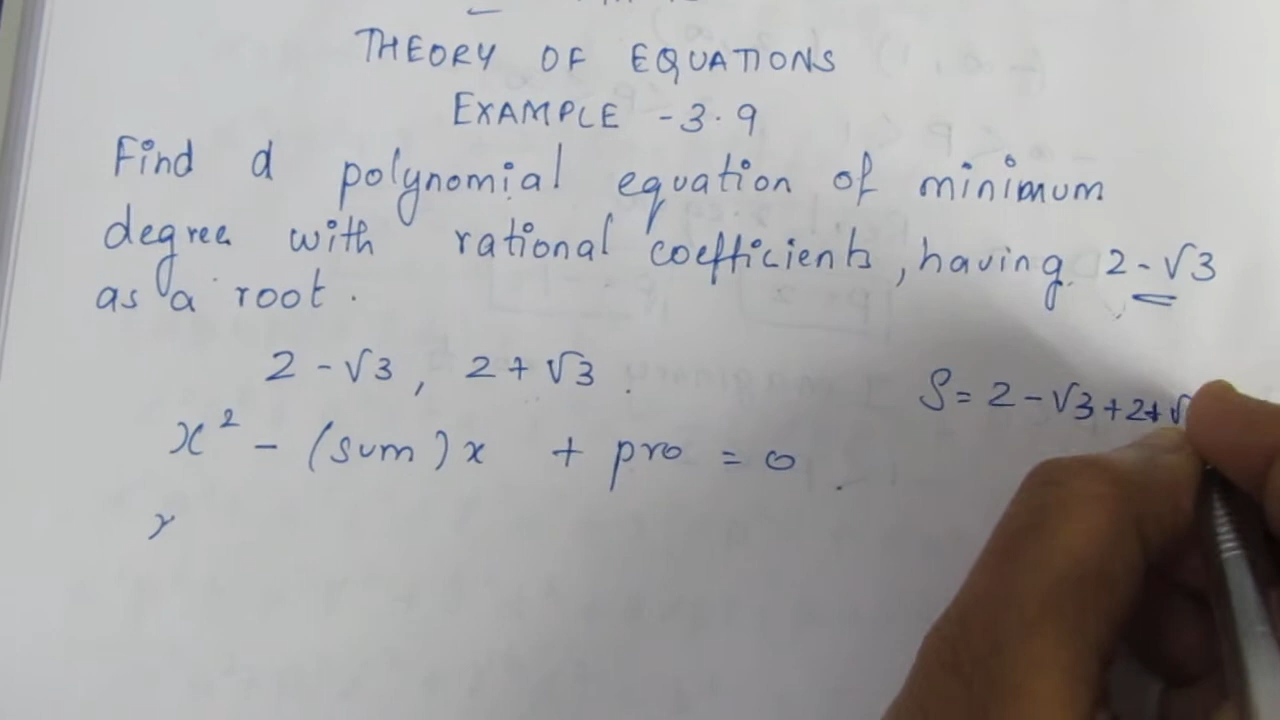 THEORY OF EQUATIONS
EXAMPLE - 3.9
Find a polynomial equation of minimum
degree with rational coefficients, having 2-√3
as a root.
2 - √3, 2 + √3.
S = 2 - √3 + 2 + √
x² - (sum)x + pro = 0.
x